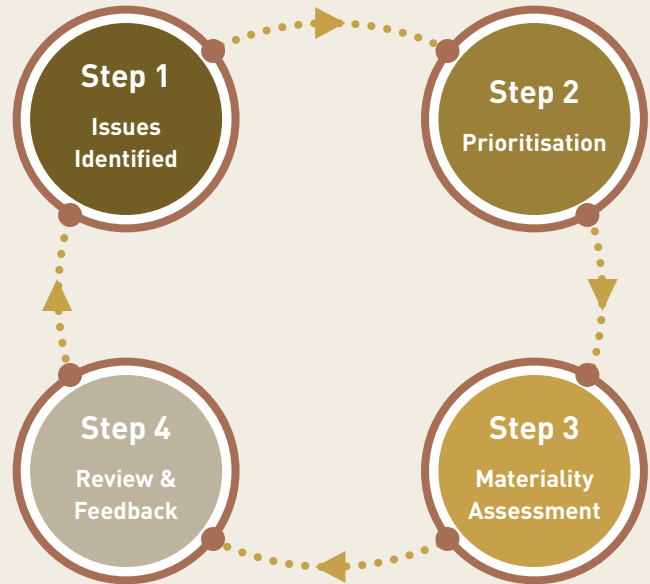 Step 1
Issues
Identified
Step 2
Prioritisation
Step 3
Materiality
Assessment
Step 4
Review &
Feedback